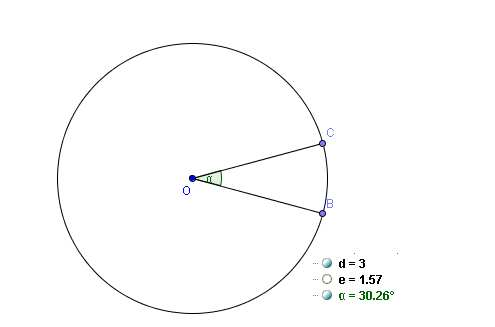 C
α
O
B
d = 3
e = 1.57
α = 30.26°